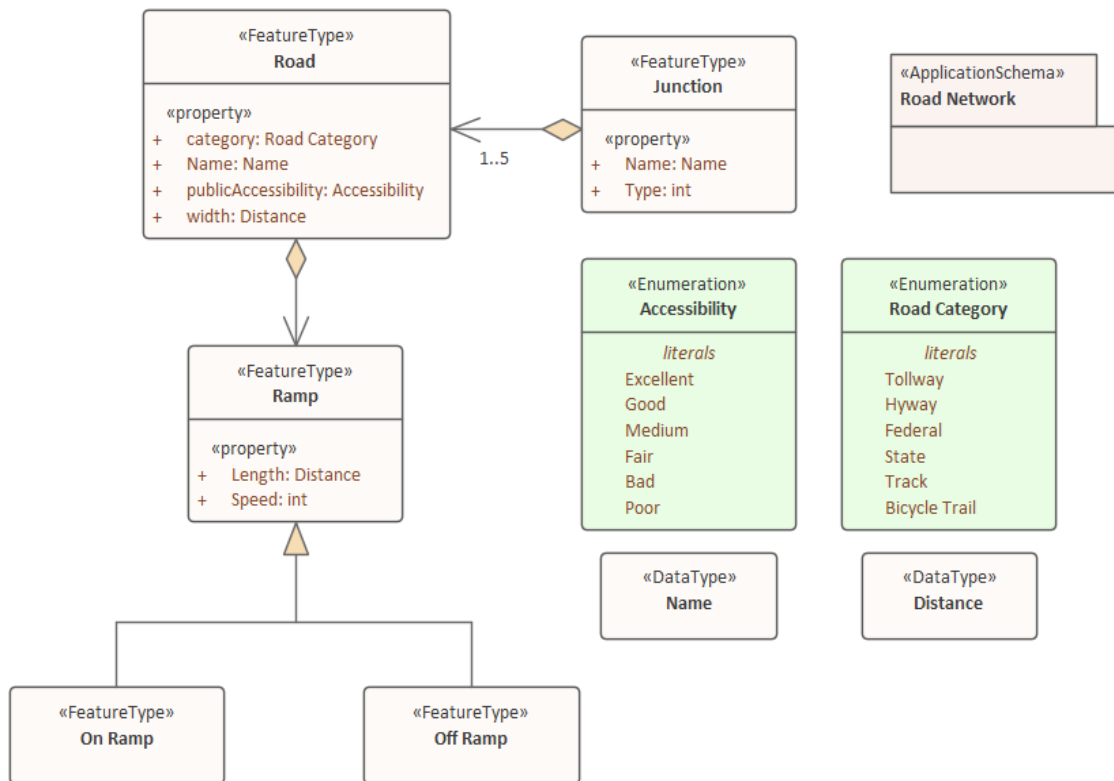 «FeatureType»
Road
«property»
+ category: Road Category
+ Name: Name
+ publicAccessibility: Accessibility
+ width: Distance
1..5
«FeatureType»
Junction
«property»
+ Name: Name
+ Type: int
«ApplicationSchema»
Road Network
«FeatureType»
Ramp
«property»
+ Length: Distance
+ Speed: int
«Enumeration»
Accessibility
literals
Excellent
Good
Medium
Fair
Bad
Poor
«Enumeration»
Road Category
literals
Tollway
Hyway
Federal
State
Track
Bicycle Trail
«DataType»
Name
«DataType»
Distance
«FeatureType»
On Ramp
«FeatureType»
Off Ramp